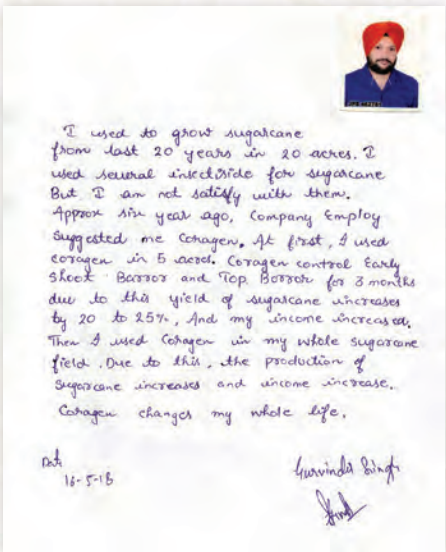 I used to grow sugarcane
from last 20 years in 20 acres. I
used several insectiside for sugarcane
But I am not satisfy with them.
Approx six year ago, Company Employ
Suggested me Coragen. At first, I used
coragen in 5 acres. Coragen control Early
Shoot Borror and Top Borror for 3 months
due to this yield of sugarcane increases
by 20 to 25%, And my income increased.
Then I used Coragen in my whole sugarcane
field. Due to this, the production of
Sugarcane increases and income increase.
Coragen changes my whole life.
Date
16-5-18
Gurvinder Singh